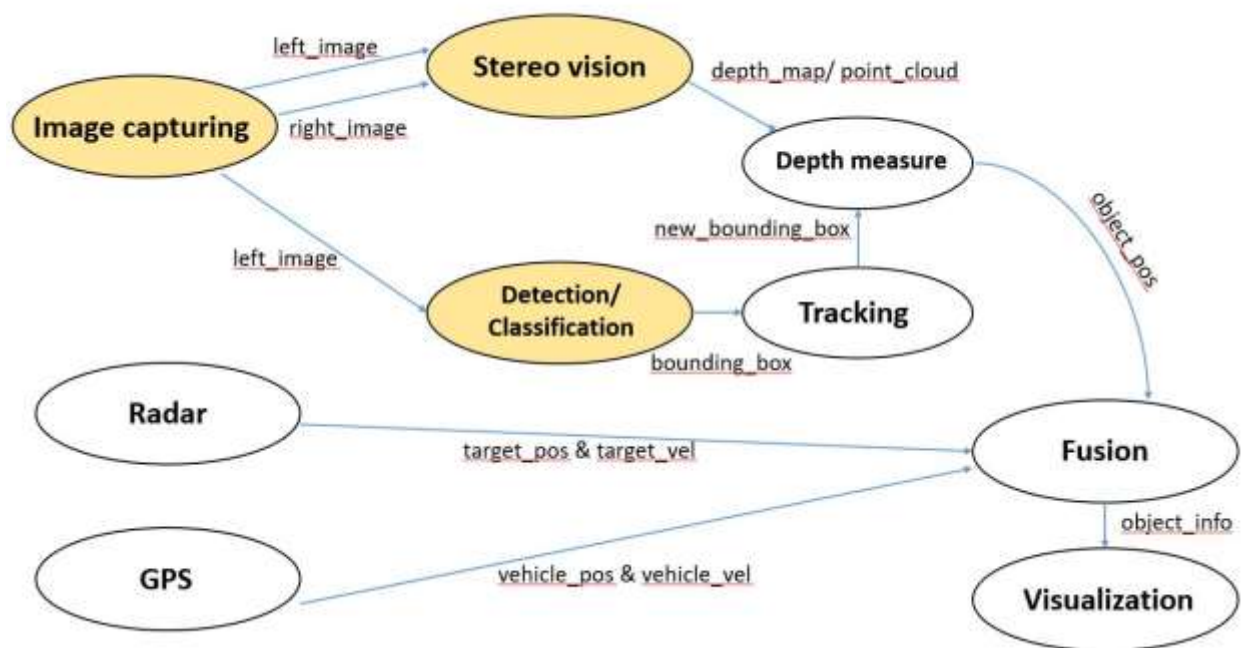 left_image
Stereo vision
depth_map/ point_cloud
Image capturing
right_image
Depth measure
new_bounding_box
object_pos
left_image
Detection/
Classification
Tracking
bounding_box
Radar
target_pos & target_vel
Fusion
object_info
GPS
vehicle_pos & vehicle_vel
Visualization